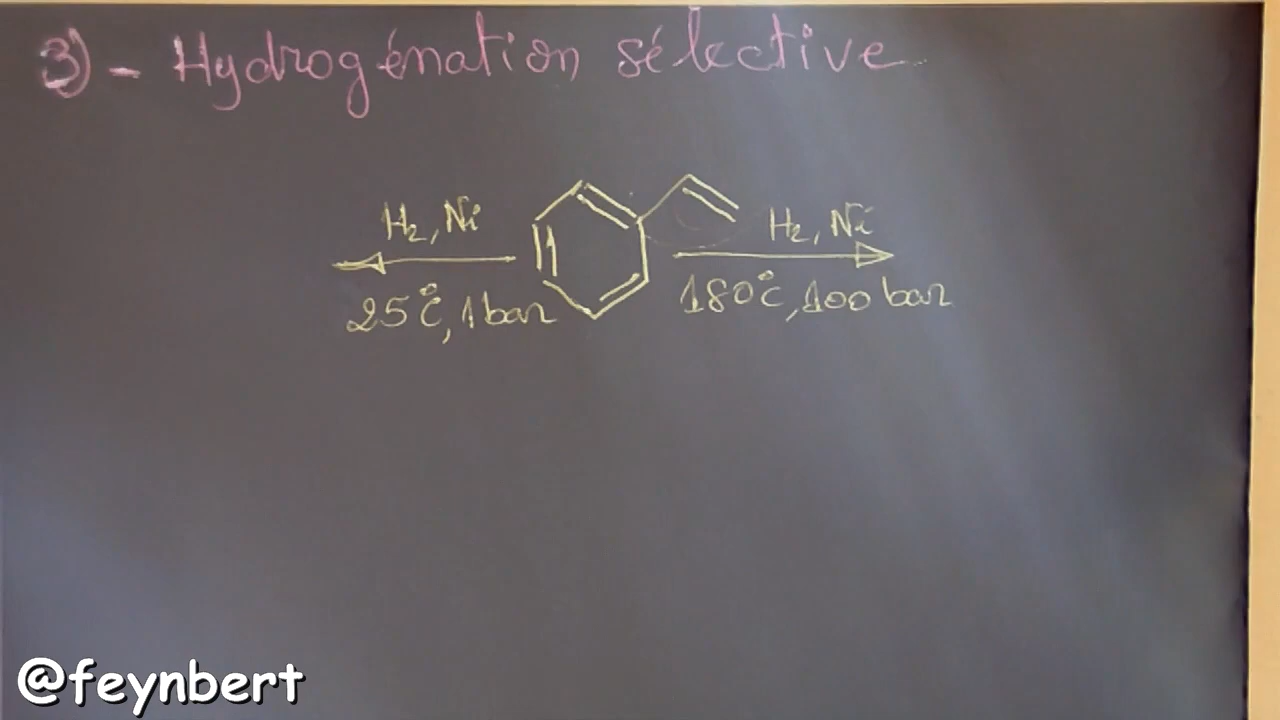 3) - Hydrogénation sélective
H₂, Ni
25°C, 1 bar
H₂, Ni
180°C, 100 bar
@feynbert